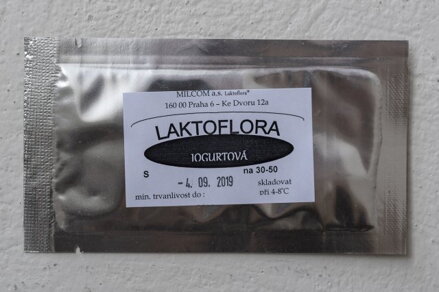 MILCOM a.s. Laktoflora®
160 00 Praha 6 – Ke Dvoru 12a
LAKTOFLORA
JOGURTOVÁ
S na 30-50
– 4. 09. 2019 skladovat
min. trvanlivost do : při 4-8°C